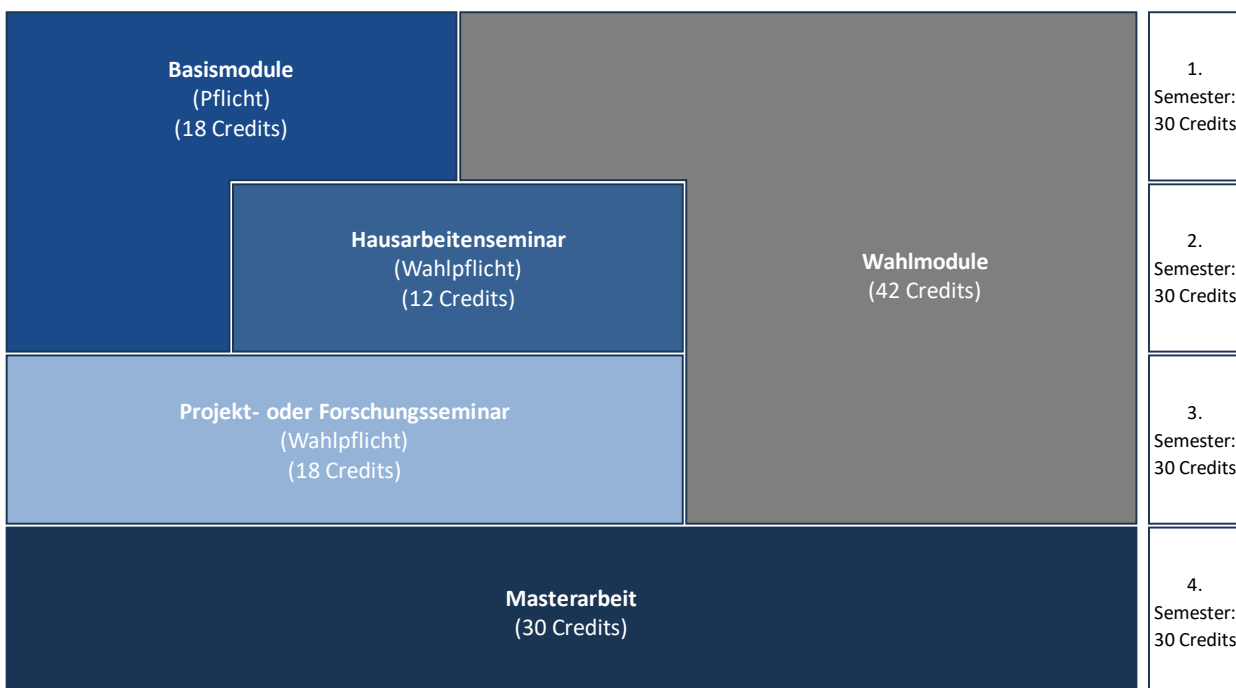 Basismodule
(Pflicht)
(18 Credits)
1.
Semester:
30 Credits
Hausarbeitenseminar
(Wahlpflicht)
(12 Credits)
Wahlmodule
(42 Credits)
2.
Semester:
30 Credits
Projekt- oder Forschungsseminar
(Wahlpflicht)
(18 Credits)
3.
Semester:
30 Credits
Masterarbeit
(30 Credits)
4.
Semester:
30 Credits